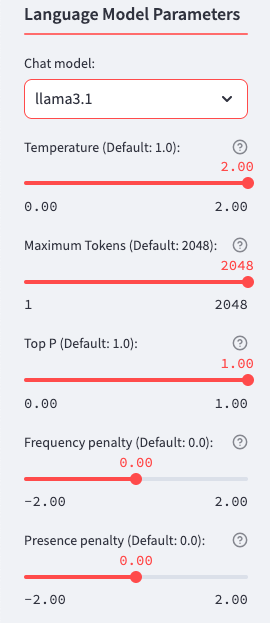 Language Model Parameters
Chat model:
llama3.1
Temperature (Default: 1.0):
2.00
0.00 2.00
Maximum Tokens (Default: 2048):
2048
1 2048
Top P (Default: 1.0):
1.00
0.00 1.00
Frequency penalty (Default: 0.0):
0.00
-2.00 2.00
Presence penalty (Default: 0.0):
0.00
-2.00 2.00